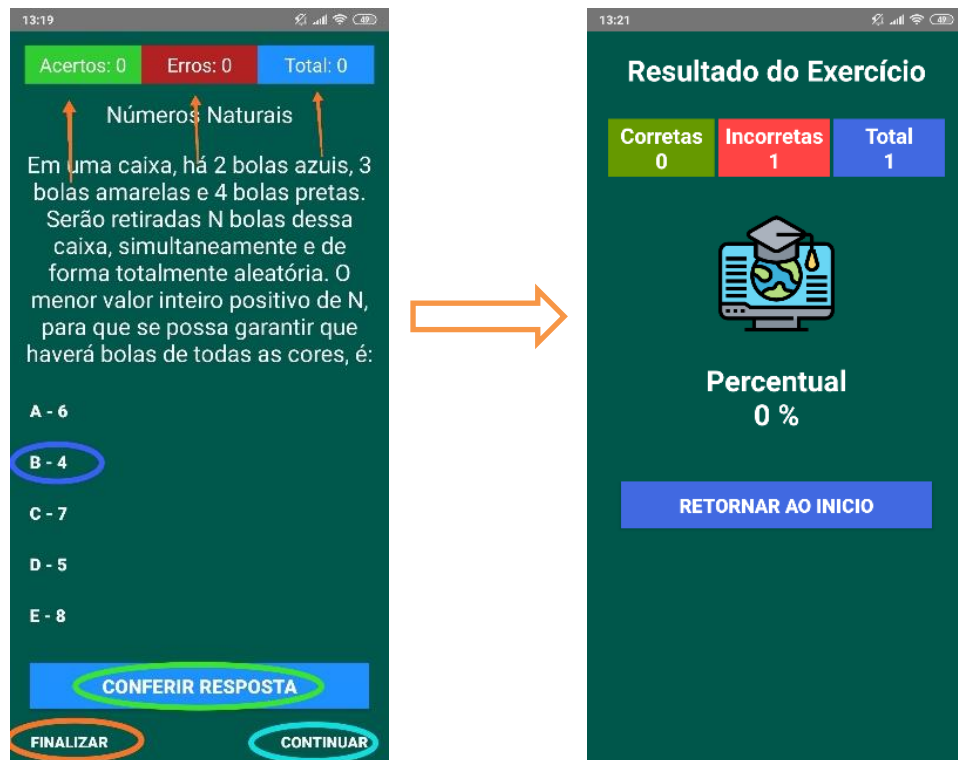 13:19
49
Acertos: 0
Erros: 0
Total: 0
Números Naturais
Em uma caixa, há 2 bolas azuis, 3
bolas amarelas e 4 bolas pretas.
Serão retiradas N bolas dessa
caixa, simultaneamente e de
forma totalmente aleatória. O
menor valor inteiro positivo de N,
para que se possa garantir que
haverá bolas de todas as cores, é:
A - 6
B - 4
C - 7
D - 5
E - 8
CONFERIR RESPOSTA
FINALIZAR
CONTINUAR
13:21
49
Resultado do Exercício
Corretas
0
Incorretas
1
Total
1
Percentual
0 %
RETORNAR AO INICIO